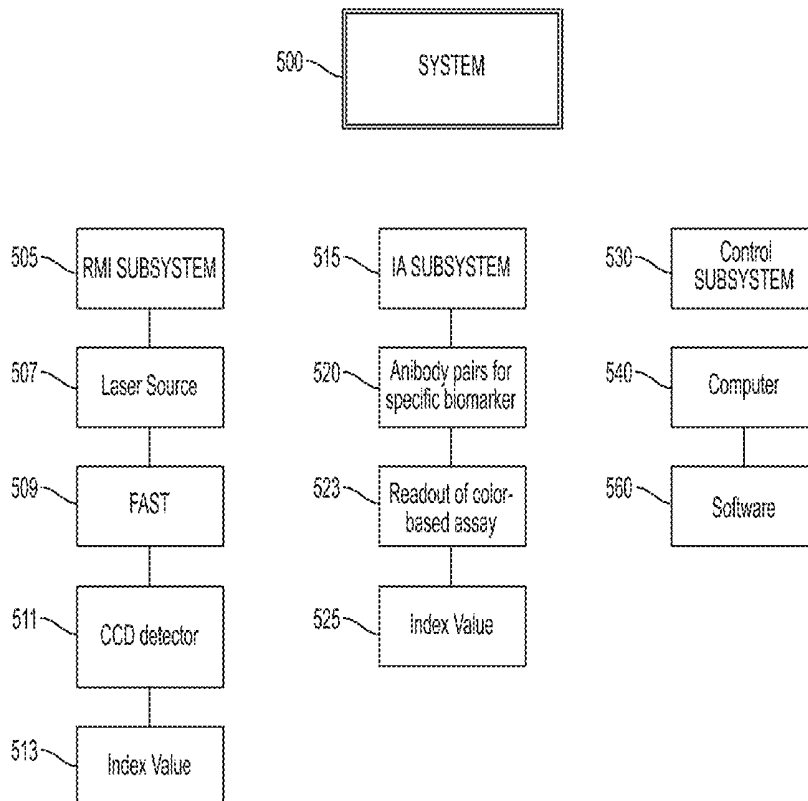 500
SYSTEM
505
RMI SUBSYSTEM
515
IA SUBSYSTEM
530
Control
SUBSYSTEM
507
Laser Source
520
Anibody pairs for
specific biomarker
540
Computer
509
FAST
523
Readout of color-
based assay
560
Software
511
CCD detector
525
Index Value
513
Index Value